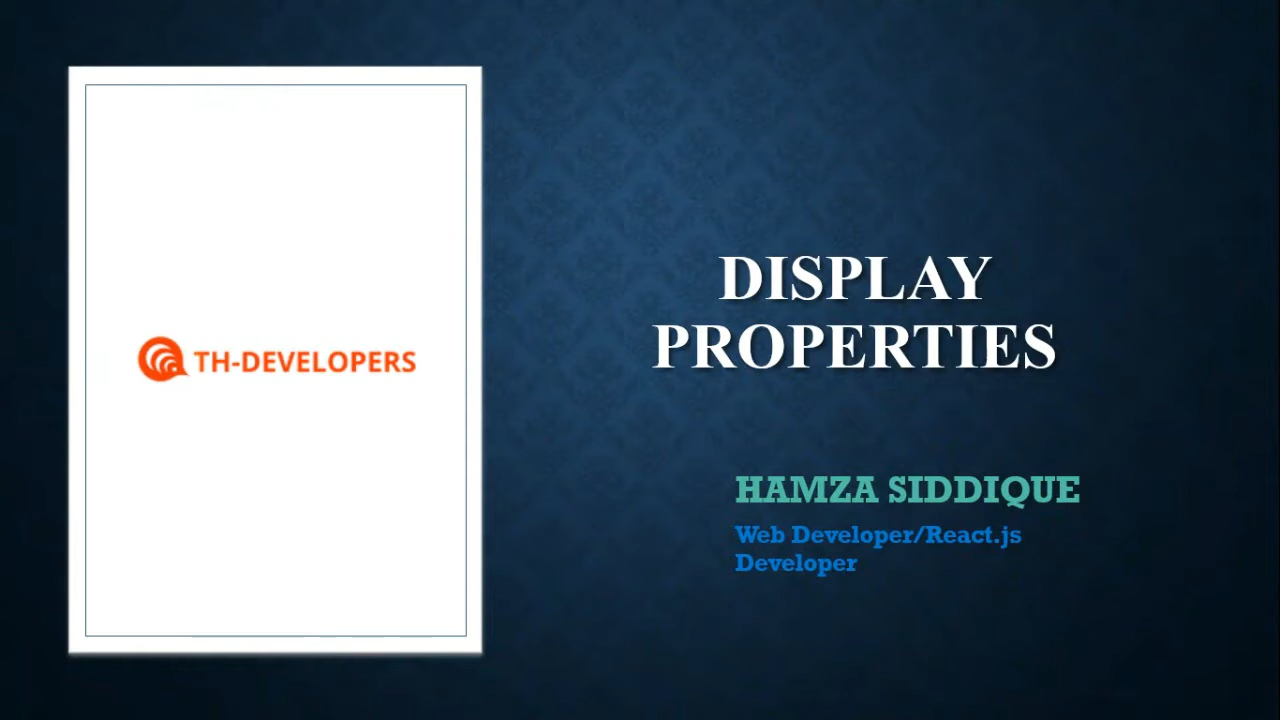 TH-DEVELOPERS
DISPLAY
PROPERTIES
HAMZA SIDDIQUE
Web Developer/React.js
Developer